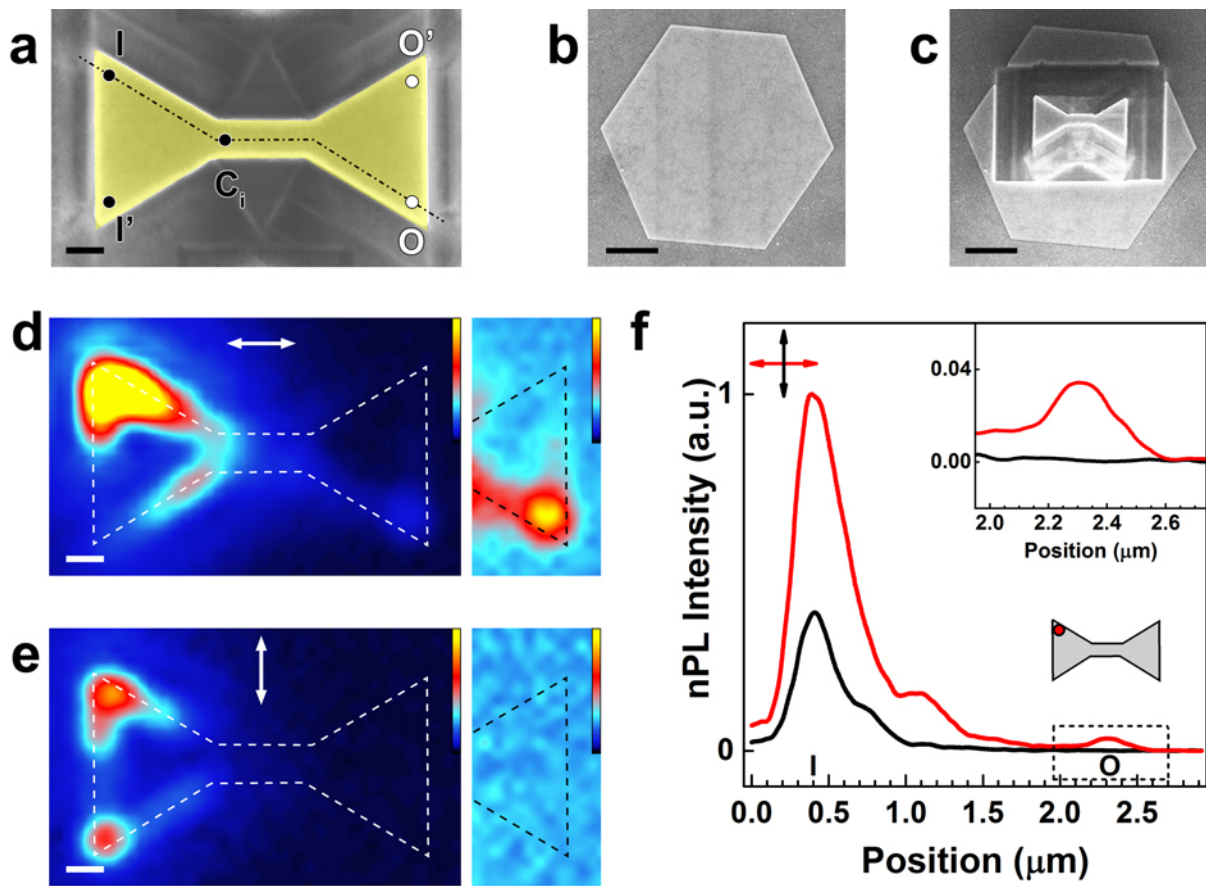 a
I
O'
C
i
I'
O
b
c
d
e
f
nPL Intensity (a.u.)
1
0
0.04
0.00
2.0 2.2 2.4 2.6
Position (μm)
I
O
0.0 0.5 1.0 1.5 2.0 2.5
Position (μm)